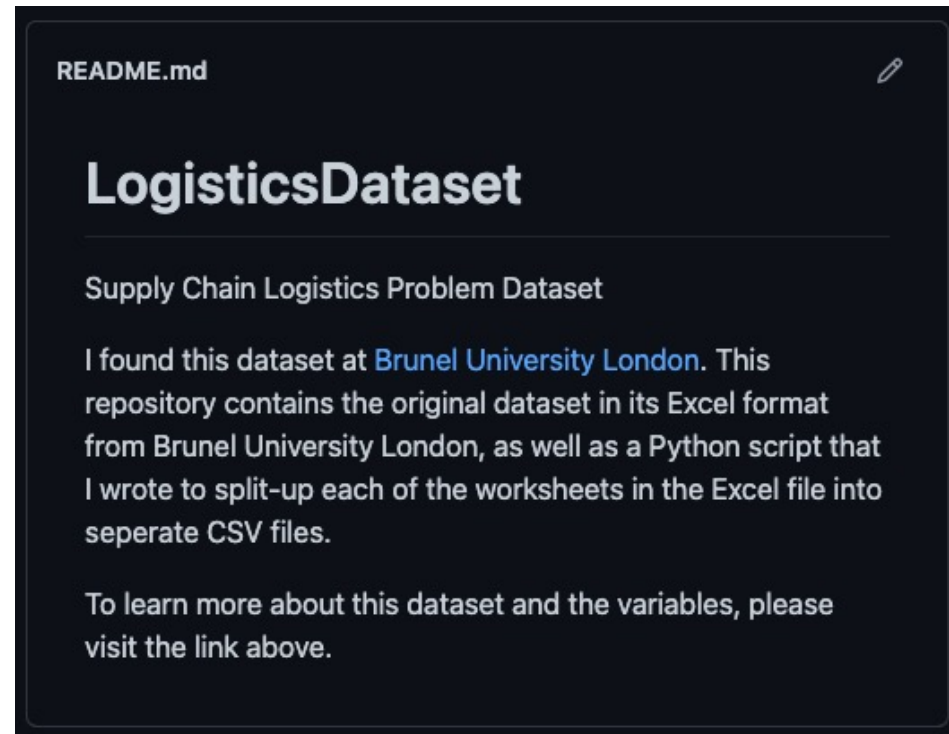 README.md
LogisticsDataset
Supply Chain Logistics Problem Dataset
I found this dataset at Brunel University London. This
repository contains the original dataset in its Excel format
from Brunel University London, as well as a Python script that
I wrote to split-up each of the worksheets in the Excel file into
seperate CSV files.
To learn more about this dataset and the variables, please
visit the link above.